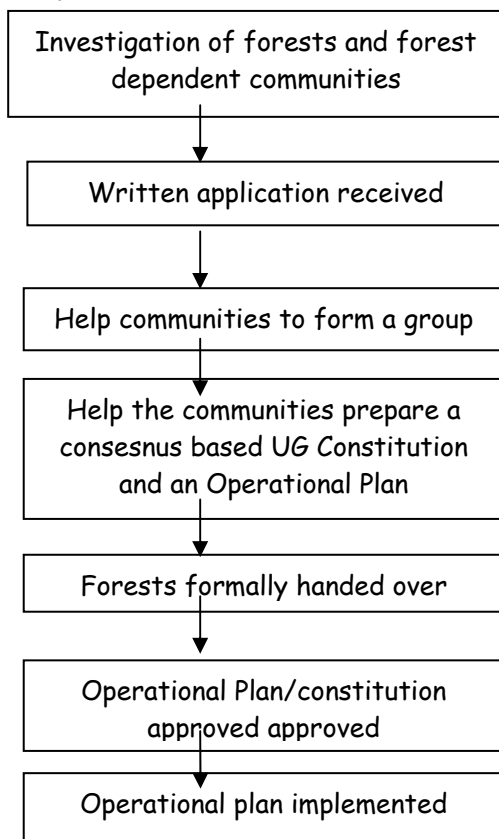 Investigation of forests and forest
dependent communities
Written application received
Help communities to form a group
Help the communities prepare a
consesnus based UG Constitution
and an Operational Plan
Forests formally handed over
Operational Plan/constitution
approved approved
Operational plan implemented